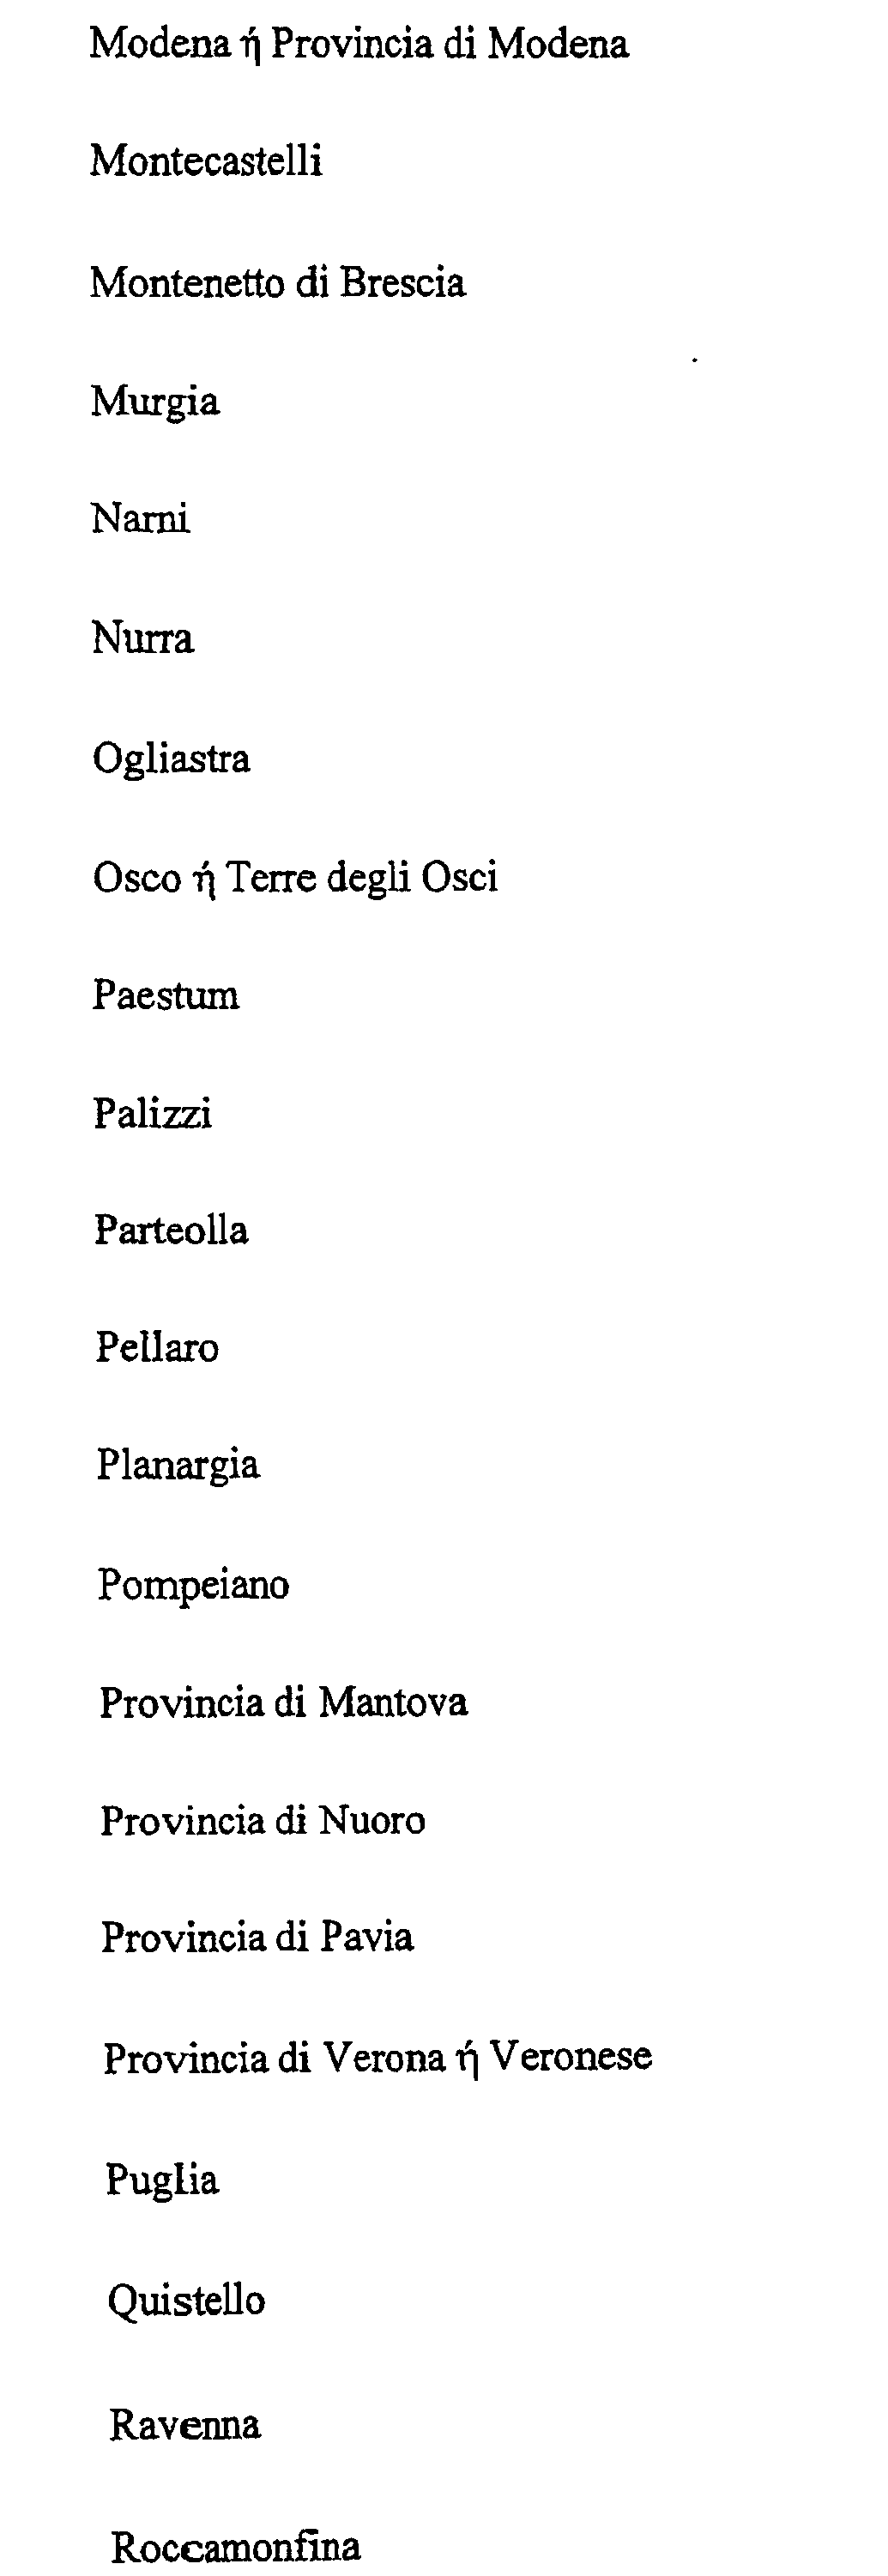 Modena ή Provincia di Modena
Montecastelli
Montenetto di Brescia
Murgia
Narni
Nurra
Ogliastra
Osco ή Terre degli Osci
Paestum
Palizzi
Parteolla
Pellaro
Planargia
Pompeiano
Provincia di Mantova
Provincia di Nuoro
Provincia di Pavia
Provincia di Verona ή Veronese
Puglia
Quistello
Ravenna
Roccamonfina